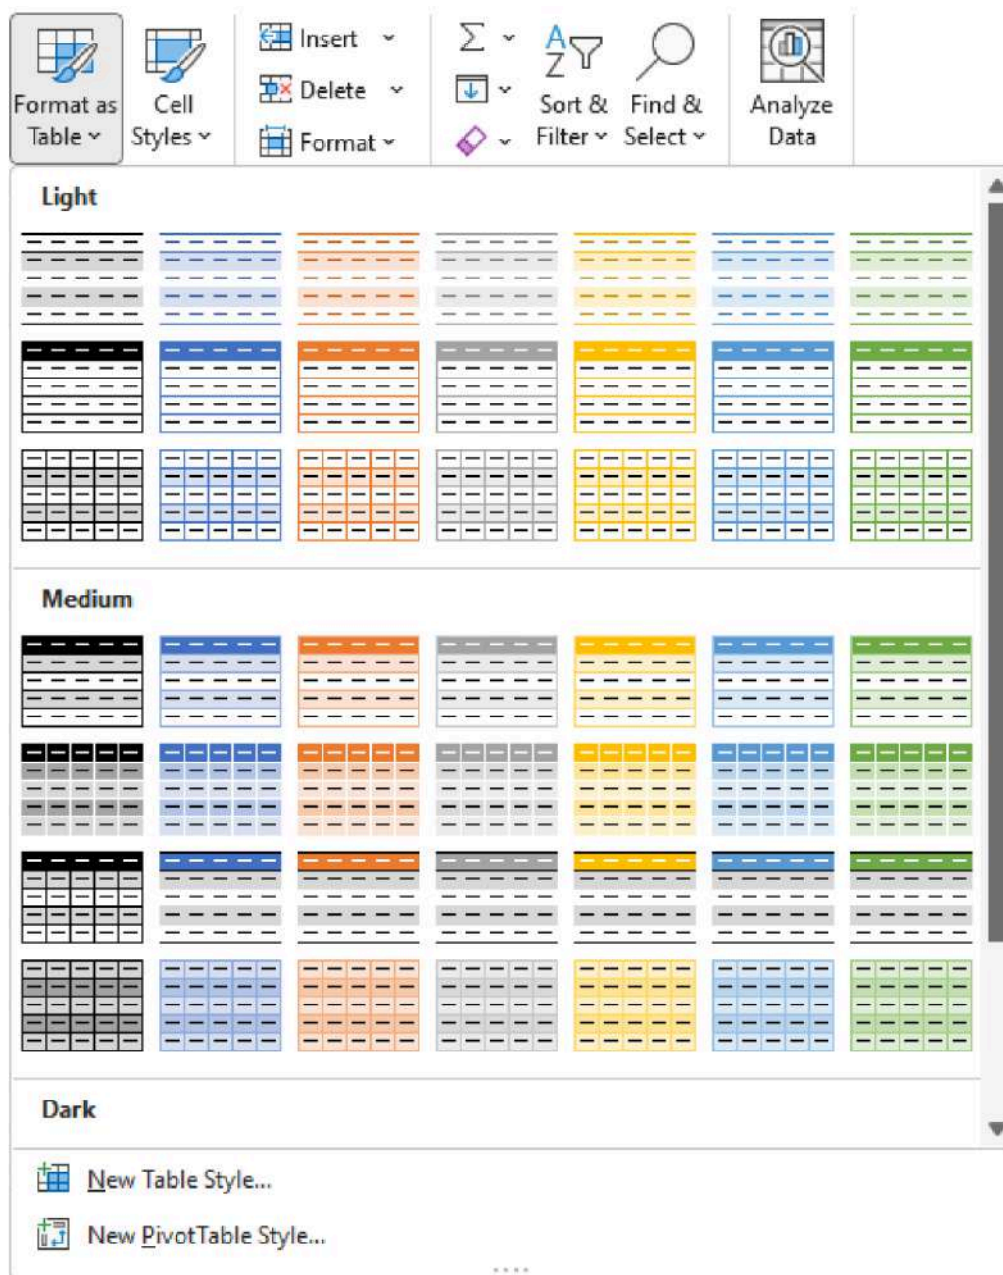 Insert
Delete
Format
Format as
Table
Cell
Styles
Σ
A
Z
Sort &
Filter
Find &
Select
Analyze
Data
Light
Medium
Dark
New Table Style...
New PivotTable Style...